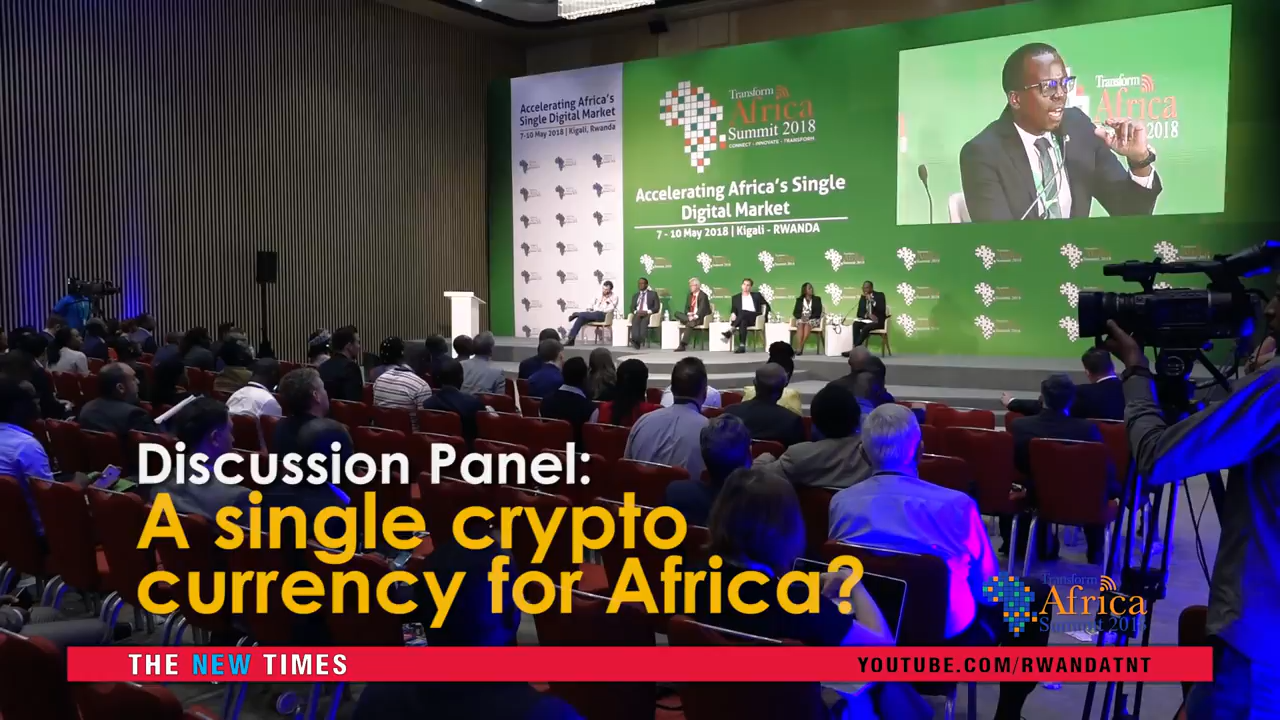 Accelerating Africa's
Single Digital Market
7-10 May 2018 | Kigali, Rwanda
Transform
Africa
Summit 2018
CONNECT • INNOVATE • TRANSFORM
Accelerating Africa's Single
Digital Market
7 - 10 May 2018 | Kigali - RWANDA
Transform
Africa
2018
Discussion Panel:
A single crypto
currency for Africa?
Transform
Africa
Summit 2018
THE NEW TIMES
YOUTUBE.COM/RWANDATNT